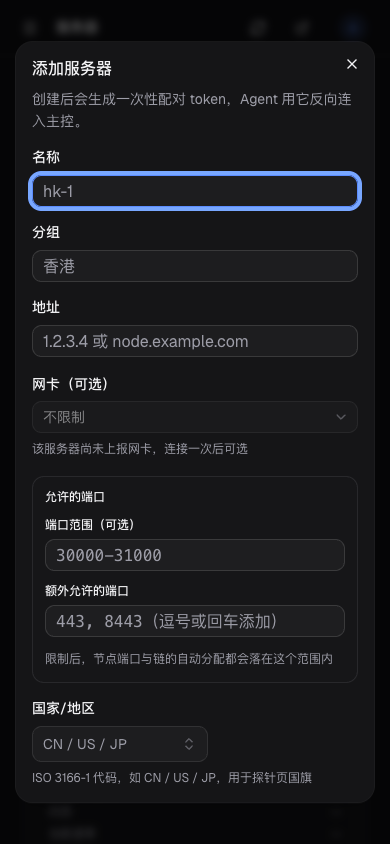 添加服务器
创建后会生成一次性配对 token，Agent 用它反向连
入主控。
名称
hk-1
分组
香港
地址
1.2.3.4 或 node.example.com
网卡（可选）
不限制
该服务器尚未上报网卡，连接一次后可选
允许的端口
端口范围（可选）
30000-31000
额外允许的端口
443, 8443（逗号或回车添加）
限制后，节点端口与链的自动分配都会落在这个范围内
国家/地区
CN / US / JP
ISO 3166-1 代码，如 CN / US / JP，用于探针页国旗